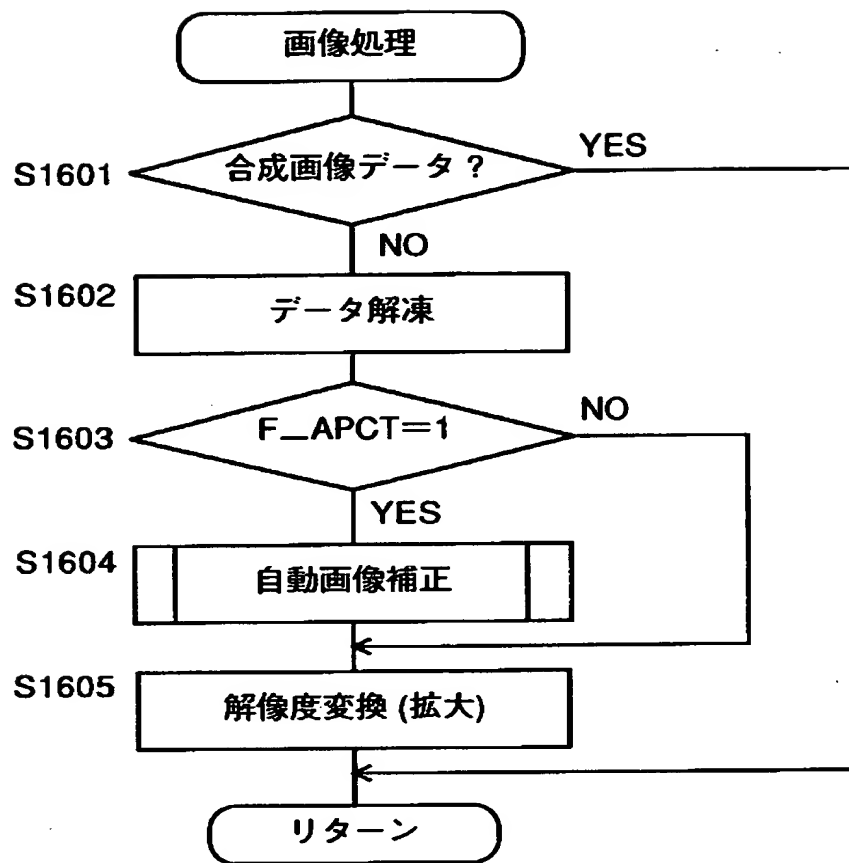 画像処理
S1601
合成画像データ?
YES
NO
S1602
データ解凍
S1603
F_APCT=1
NO
YES
S1604
自動画像補正
S1605
解像度変換 (拡大)
リターン